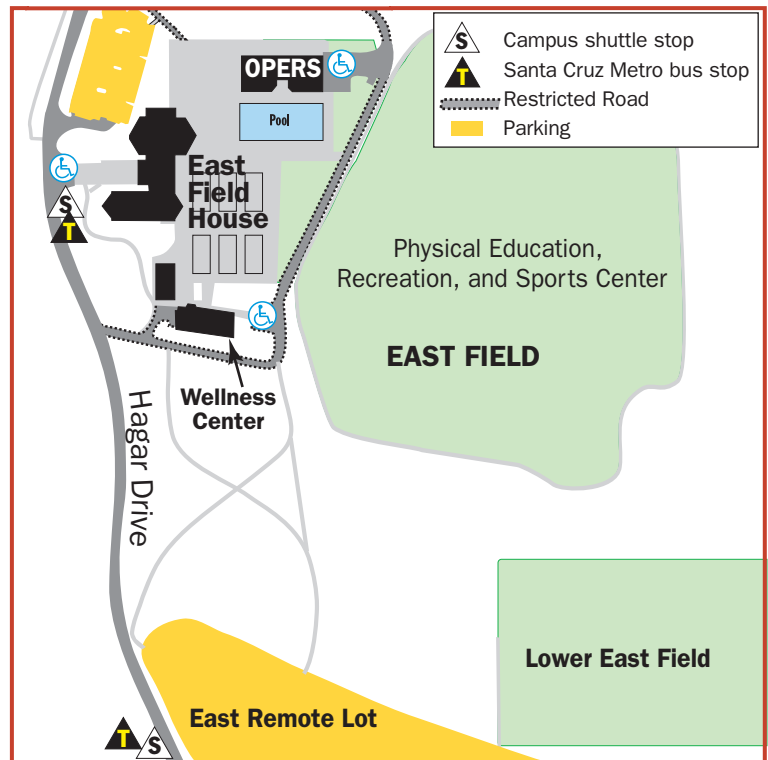 S Campus shuttle stop
T Santa Cruz Metro bus stop
Restricted Road
Parking
OPERS
Pool
East
Field
House
S
T
Physical Education,
Recreation, and Sports Center
EAST FIELD
Wellness
Center
Hagar Drive
Lower East Field
East Remote Lot
T
S